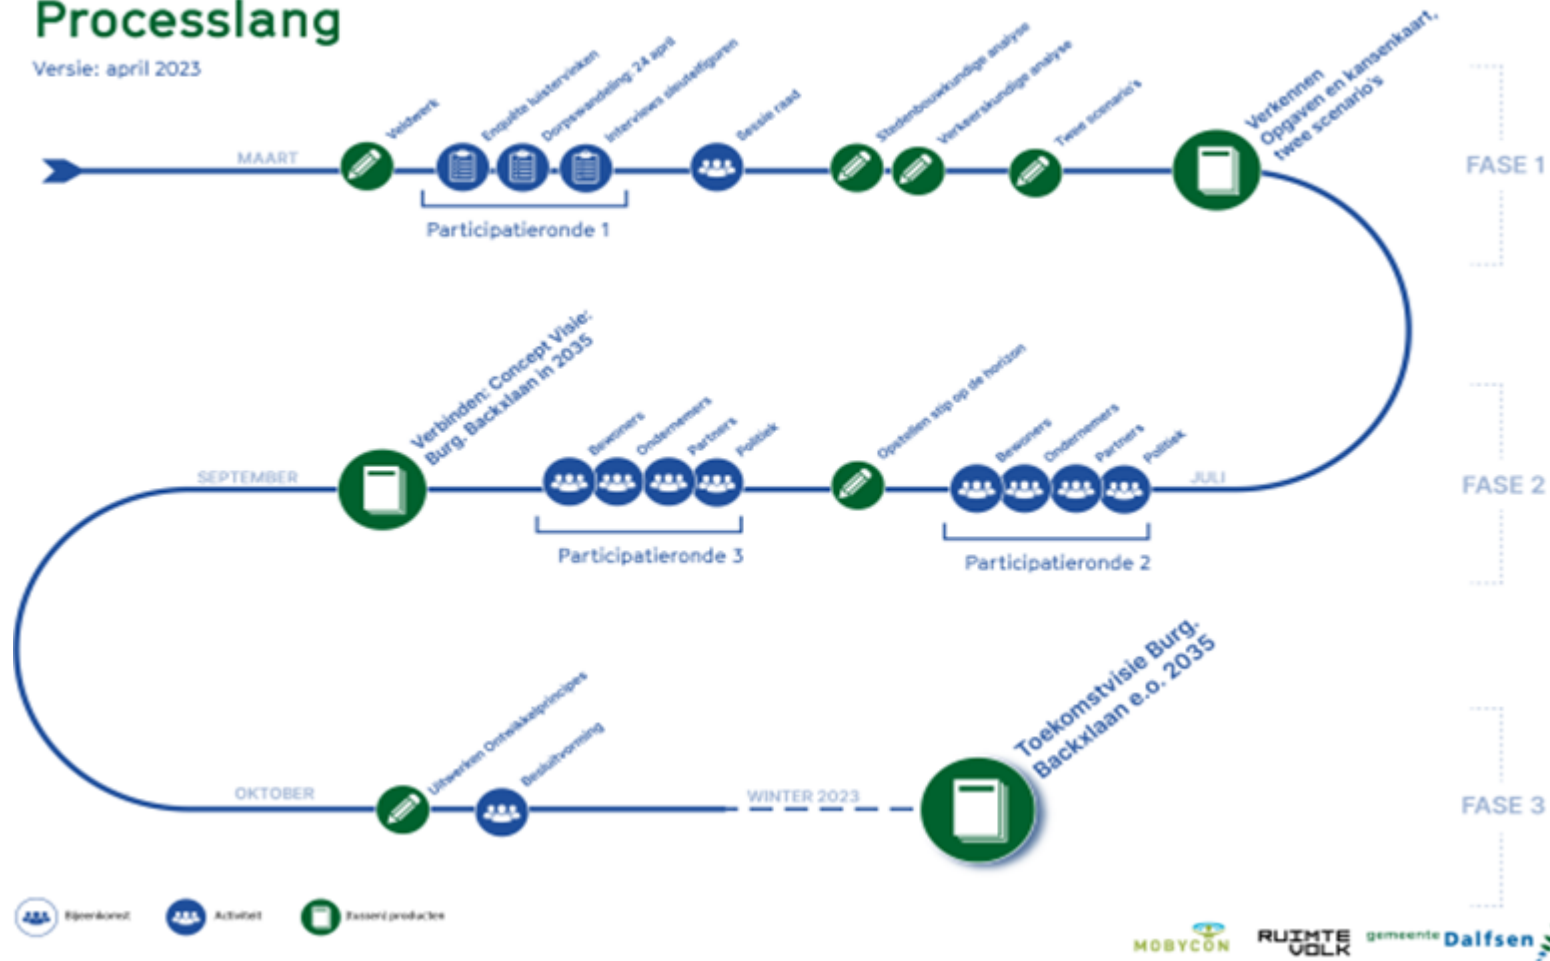 Processlang
Versie: april 2023
MAART
Veldwerk
Enquête luistervinken
Dorpswandeling: 24 april
Interviews sleutelfiguren
Participatieronde 1
Sessie raad
Stedenbouwkundige analyse
Verkeerskundige analyse
Twee scenario's
Verkennen
Opgaven en kansenkaart,
twee scenario's
FASE 1
JULI
Bewoners
Ondernemers
Partners
Politiek
Participatieronde 2
Opstellen stip op de horizon
Bewoners
Ondernemers
Partners
Politiek
Participatieronde 3
Verbinden: Concept Visie:
Burg. Backxlaan in 2035
SEPTEMBER
FASE 2
OKTOBER
Uitwerken Ontwikkelprincipes
Besluitvorming
WINTER 2023
Toekomstvisie Burg.
Backxlaan e.o. 2035
FASE 3
Bijeenkomst
Activiteit
(tussen) producten
MOBYCON
RUIMTE
VOLK
gemeente Dalfsen